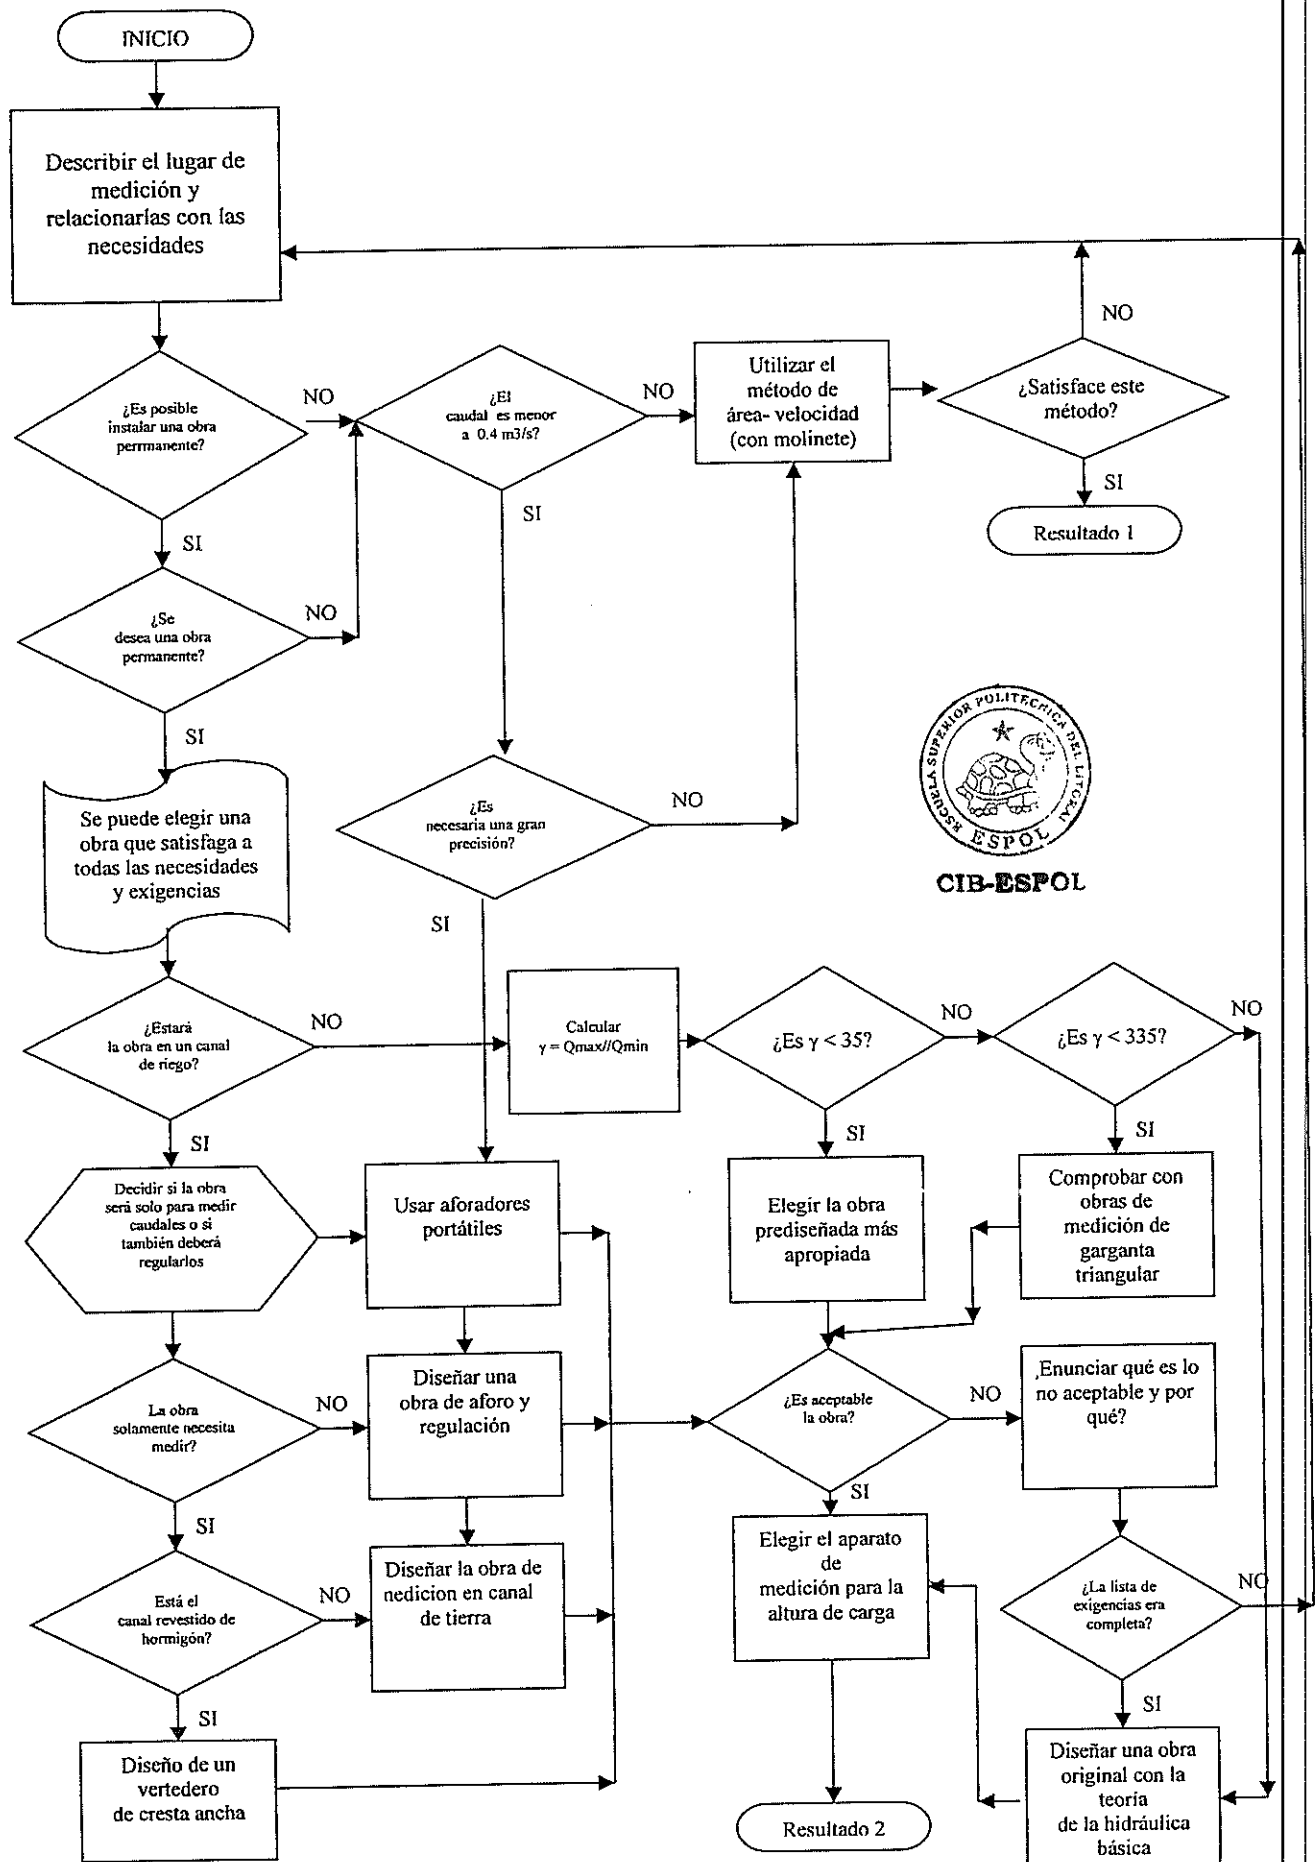 INICIO
Describir el lugar de
medición y
relacionarlas con las
necesidades
¿Es posible
instalar una obra
perrmanente?
NO
SI
¿El
caudal es menor
a 0.4 m3/s?
NO
SI
Utilizar el
método de
área- velocidad
(con molinete)
¿Satisface este
método?
NO
SI
Resultado 1
¿Se
desea una obra
permanente?
NO
SI
Se puede elegir una
obra que satisfaga a
todas las necesidades
y exigencias
¿Es
necesaria una gran
precisión?
NO
SI
ESCUELA SUPERIOR POLITECNICA DEL LITORAL
ESPOL
CIB-ESPOL
¿Estará
la obra en un canal
de riego?
NO
SI
Calcular
γ = Qmax//Qmin
¿Es γ < 35?
NO
SI
¿Es γ < 335?
NO
SI
Decidir si la obra
será solo para medir
caudales o si
también deberá
regularlos
Usar aforadores
portátiles
Elegir la obra
prediseñada más
apropiada
Comprobar con
obras de
medición de
garganta
triangular
La obra
solamente necesita
medir?
NO
SI
Diseñar una
obra de aforo y
regulación
¿Es aceptable
la obra?
NO
SI
Enunciar qué es lo
no aceptable y por
qué?
Está el
canal revestido de
hormigón?
NO
SI
Diseñar la obra de
nedicion en canal
de tierra
Elegir el aparato
de
medición para la
altura de carga
¿La lista de
exigencias era
completa?
NO
SI
Diseño de un
vertedero
de cresta ancha
Resultado 2
Diseñar una obra
original con la
teoría
de la hidráulica
básica